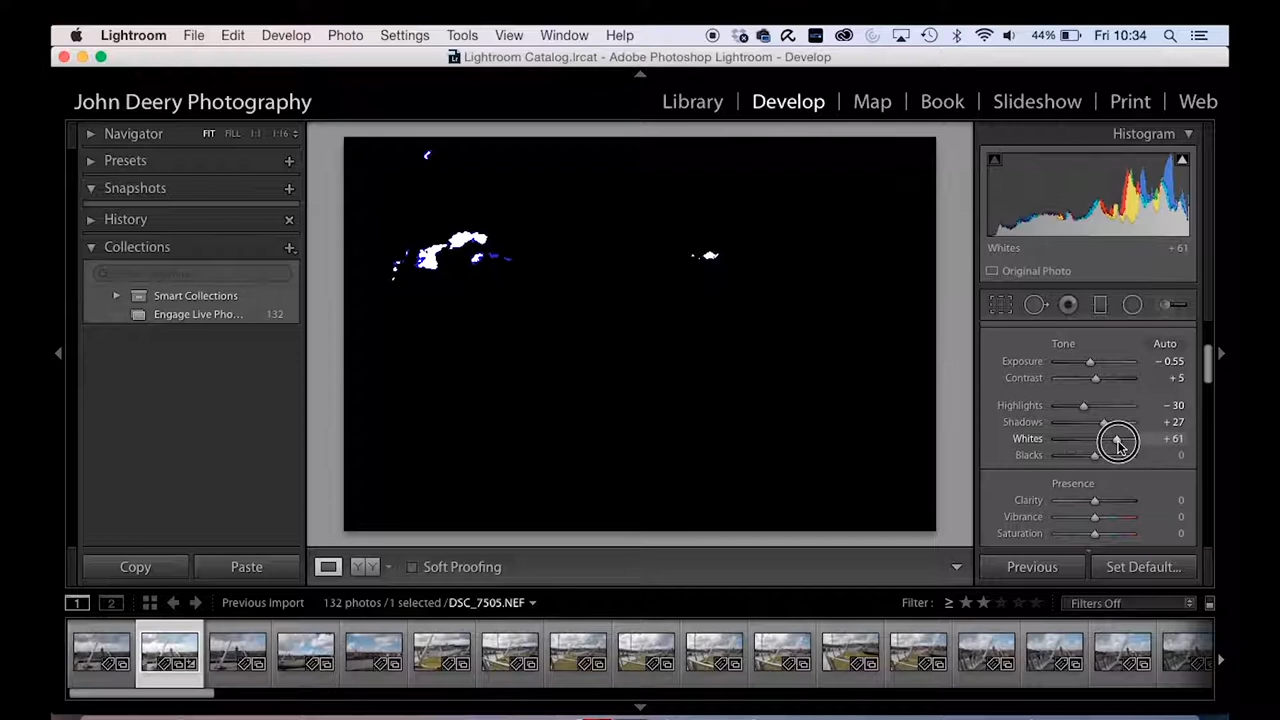 Lightroom File Edit Develop Photo Settings Tools View Window Help 44% Fri 10:34
Lightroom Catalog.lrcat - Adobe Photoshop Lightroom - Develop
John Deery Photography
Library | Develop | Map | Book | Slideshow | Print | Web
Navigator FIT FILL 1:1 1:16
Presets
Snapshots
History
Collections
Smart Collections
Engage Live Pho... 132
Copy Paste
Histogram
Whites + 61
Original Photo
Tone Auto
Exposure - 0.55
Contrast + 5
Highlights - 30
Shadows + 27
Whites + 61
Blacks 0
Presence
Clarity 0
Vibrance 0
Saturation 0
Previous Set Default...
Y Y Soft Proofing
1 2 Previous Import 132 photos / 1 selected / DSC_7505.NEF Filter : ≥ Filters Off